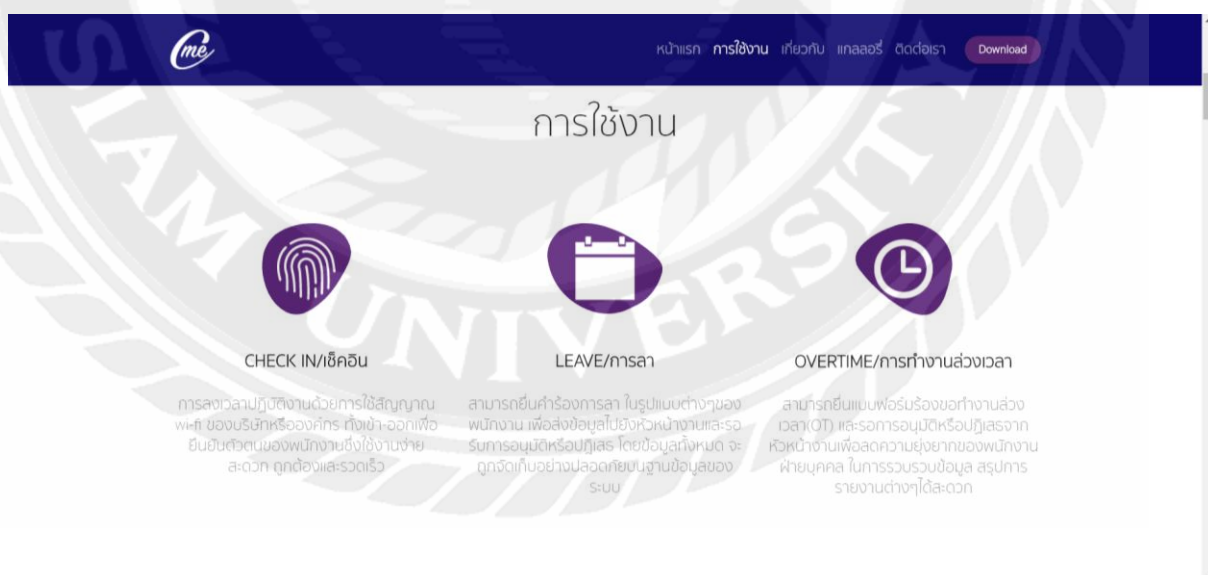 Cme
หน้าแรก การใช้งาน เกี่ยวกับ แกลลอรี่ ติดต่อเรา Download
การใช้งาน
CHECK IN/เช็คอิน
การลงเวลาปฏิบัติงานด้วยการใช้สัญญาณ
wi-fi ของบริษัทหรือองค์กร ทั้งเข้า-ออกเพื่อ
ยืนยันตัวตนของพนักงานซึ่งใช้งานง่าย
สะดวก ถูกต้องและรวดเร็ว
LEAVE/การลา
สามารถยื่นคำร้องการลา ในรูปแบบต่างๆของ
พนักงาน เพื่อส่งข้อมูลไปยังหัวหน้างานและรอ
รับการอนุมัติหรือปฏิเสธ โดยข้อมูลทั้งหมด จะ
ถูกจัดเก็บอย่างปลอดภัยบนฐานข้อมูลของ
ระบบ
OVERTIME/การทำงานล่วงเวลา
สามารถยื่นแบบฟอร์มร้องขอทำงานล่วง
เวลา(OT) และรอการอนุมัติหรือปฏิเสธจาก
หัวหน้างานเพื่อลดความยุ่งยากของพนักงาน
ฝ่ายบุคคล ในการรวบรวมข้อมูล สรุปการ
รายงานต่างๆได้สะดวก
SIAM UNIVERSITY